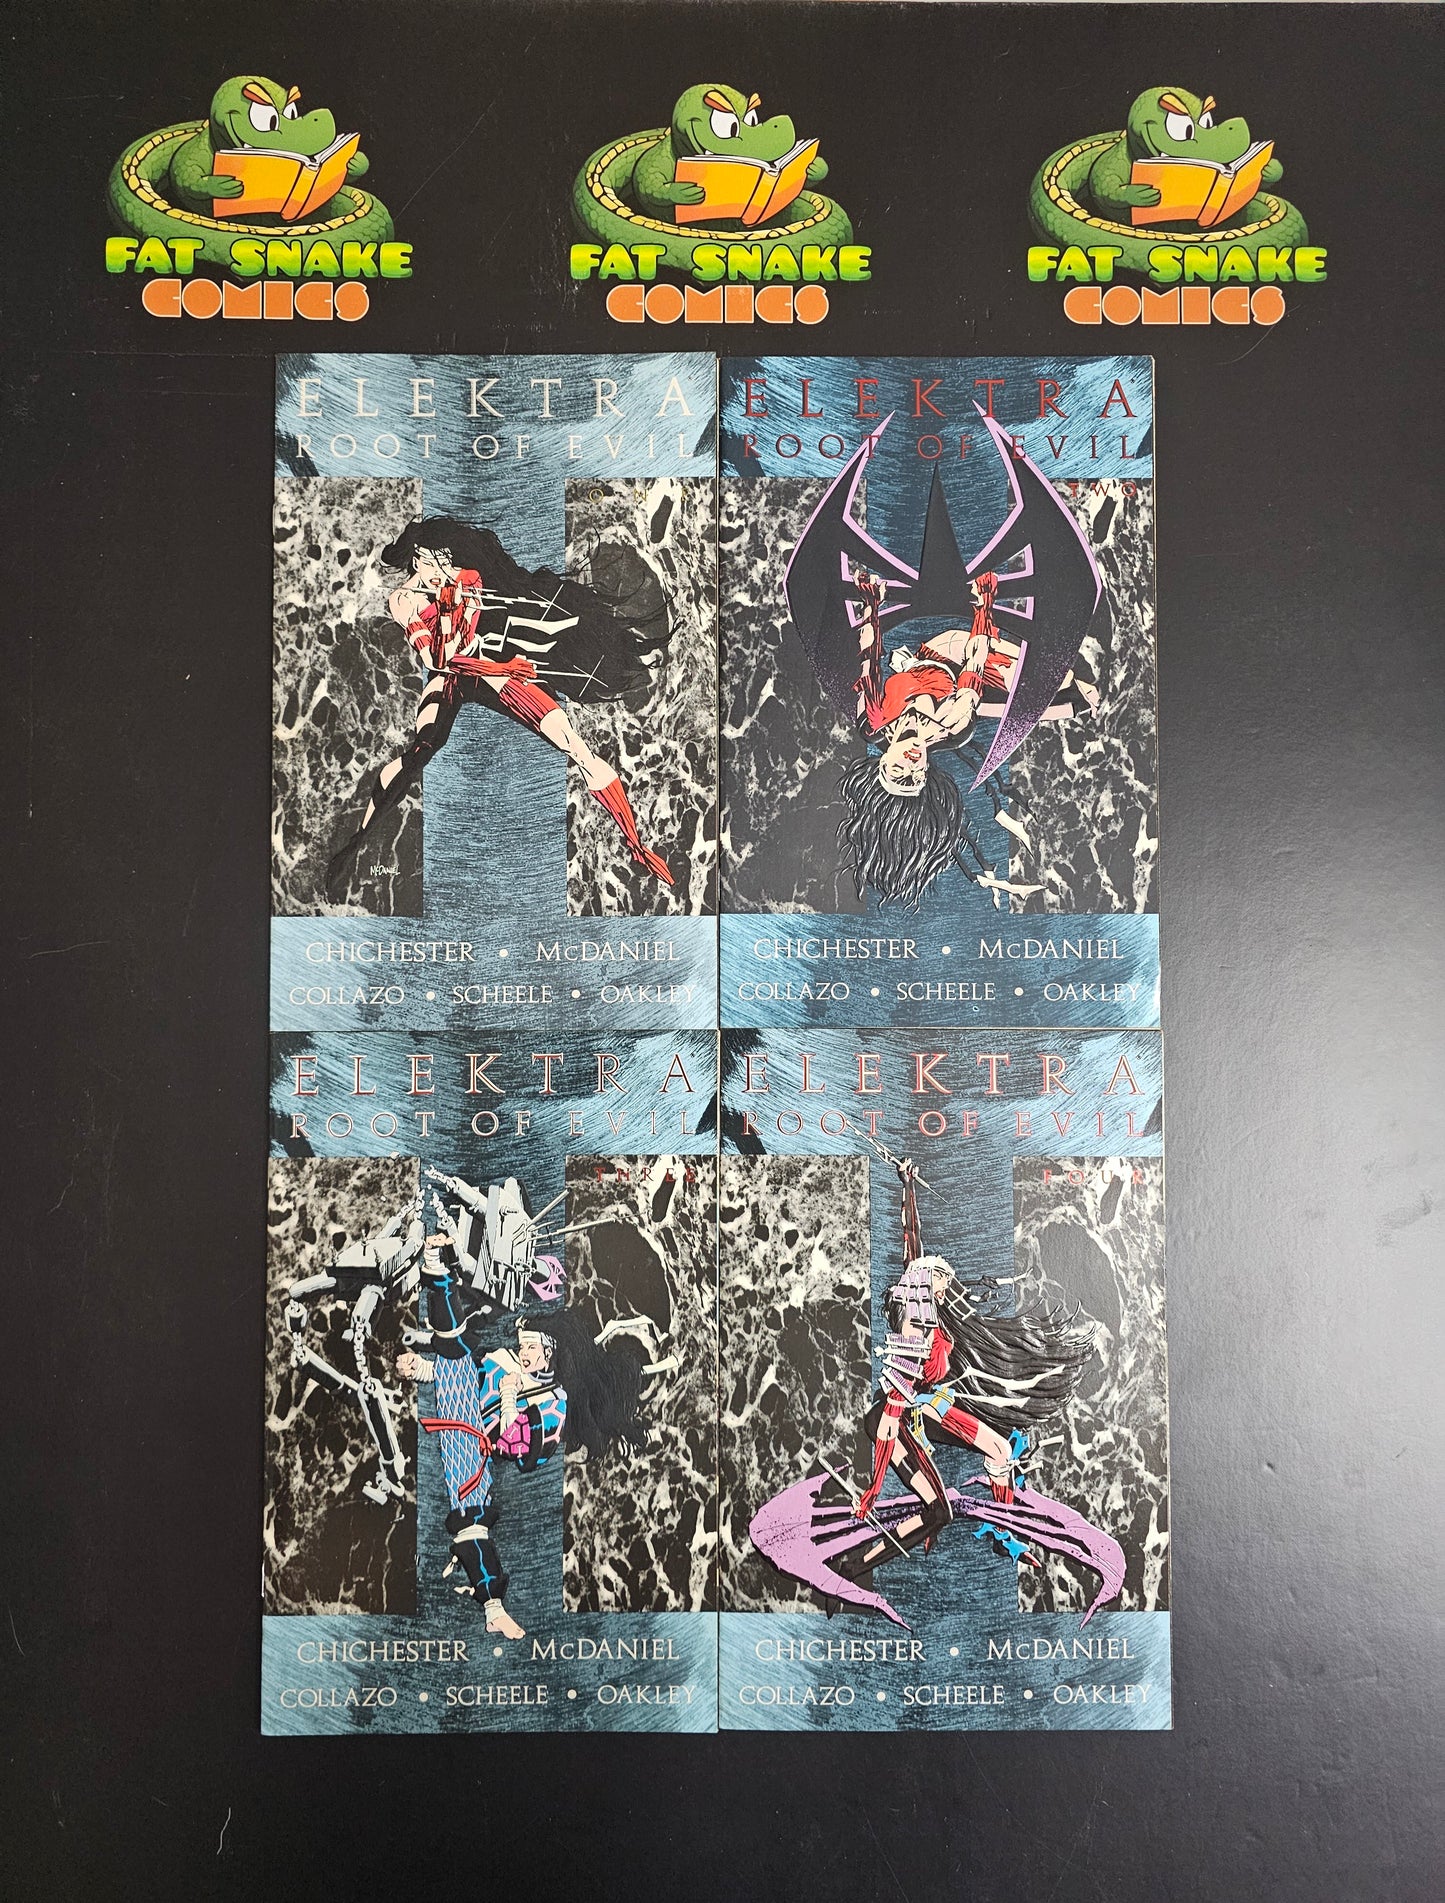 FAT SNAKE
COMICS
FAT SNAKE
COMICS
FAT SNAKE
COMICS
ELEKTRA
ROOT OF EVIL
ONE
McDANIEL
CHICHESTER • McDANIEL
COLLAZO • SCHEELE • OAKLEY
ELEKTRA
ROOT OF EVIL
TWO
CHICHESTER • McDANIEL
COLLAZO • SCHEELE • OAKLEY
ELEKTRA
ROOT OF EVIL
THREE
CHICHESTER • McDANIEL
COLLAZO • SCHEELE • OAKLEY
ELEKTRA
ROOT OF EVIL
FOUR
CHICHESTER • McDANIEL
COLLAZO • SCHEELE • OAKLEY